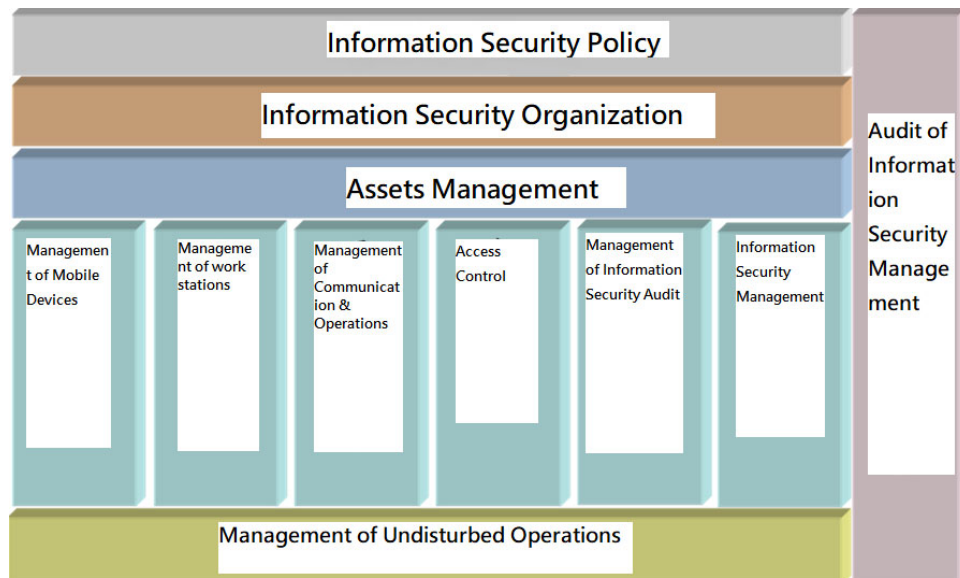 Information Security Policy
Information Security Organization
Assets Management
Managemen
t of Mobile
Devices
Manageme
nt of work
stations
Management
of
Communicat
ion &
Operations
Access
Control
Management
of Information
Security Audit
Information
Security
Management
Management of Undisturbed Operations
Audit of
Informat
ion
Security
Manage
ment